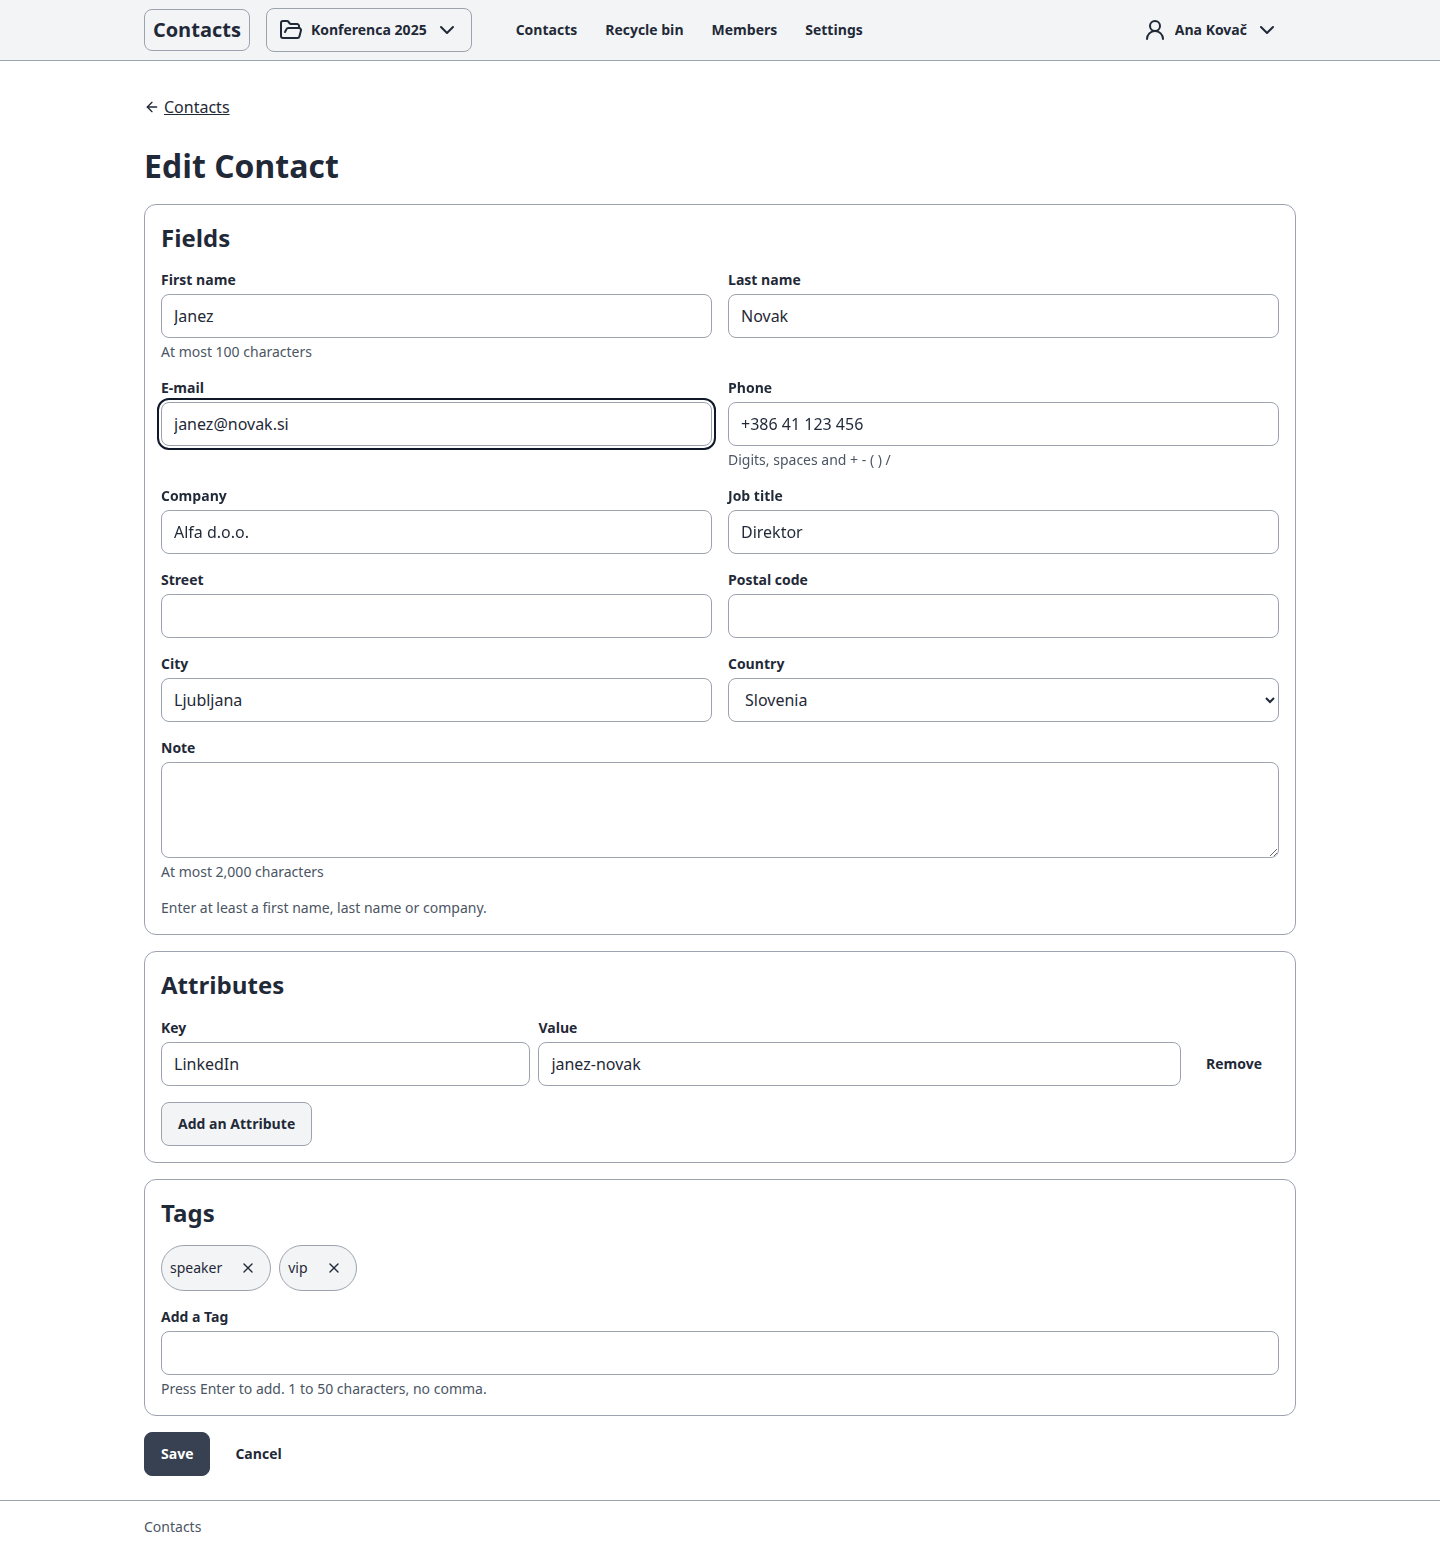 Contacts Konferenca 2025 Contacts Recycle bin Members Settings Ana Kovač
← Contacts
Edit Contact
Fields
First name Last name
Janez Novak
At most 100 characters
E-mail Phone
janez@novak.si +386 41 123 456
Digits, spaces and + - ( ) /
Company Job title
Alfa d.o.o. Direktor
Street Postal code
City Country
Ljubljana Slovenia
Note
At most 2,000 characters
Enter at least a first name, last name or company.
Attributes
Key Value
LinkedIn janez-novak Remove
Add an Attribute
Tags
speaker vip
Add a Tag
Press Enter to add. 1 to 50 characters, no comma.
Save Cancel
Contacts